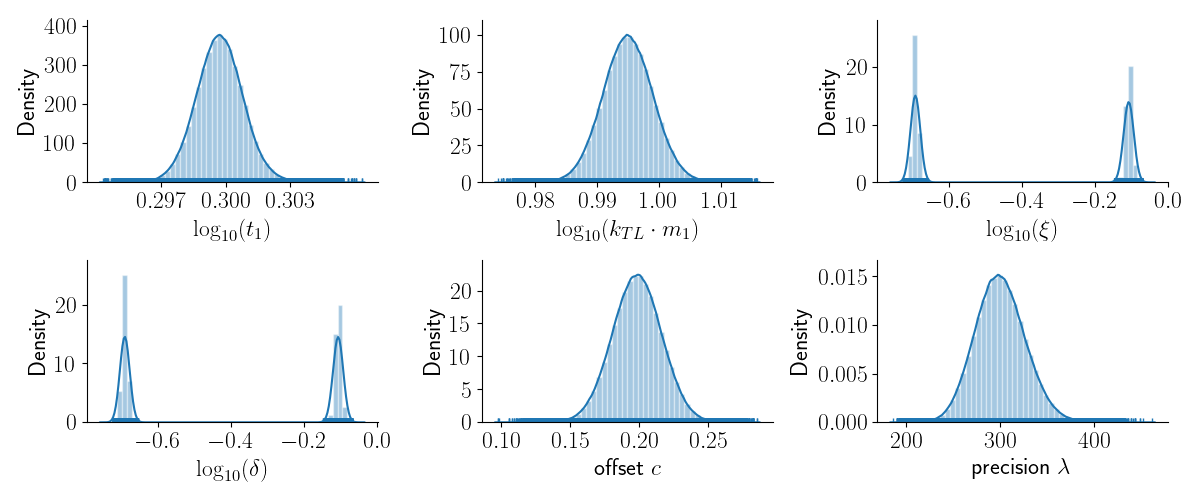 Density
400
300
200
100
0
0.297 0.300 0.303
log10(t1)
Density
100
75
50
25
0
0.98 0.99 1.00 1.01
log10(kTL · m1)
Density
20
10
0
−0.6 −0.4 −0.2 0.0
log10(ξ)
Density
20
10
0
−0.6 −0.4 −0.2 0.0
log10(δ)
Density
20
15
10
5
0
0.10 0.15 0.20 0.25
offset c
Density
0.015
0.010
0.005
0.000
200 300 400
precision λ